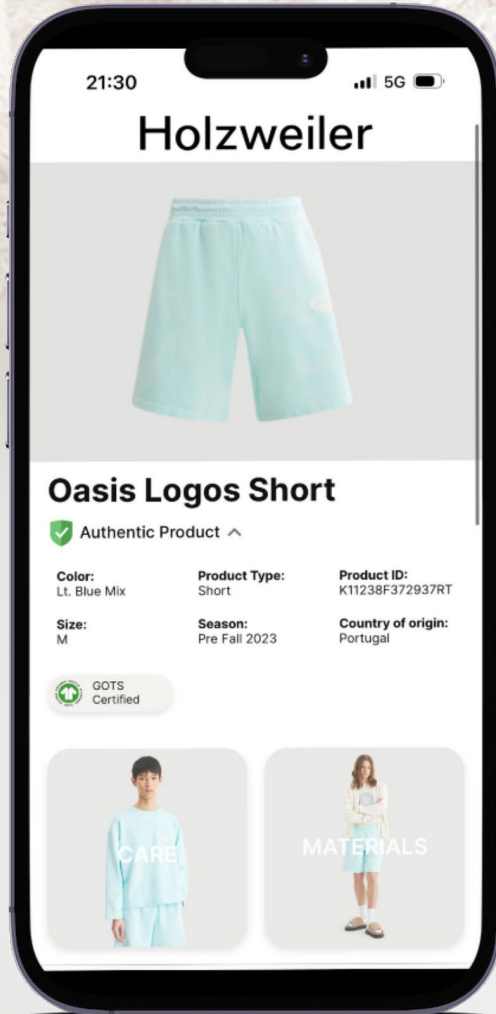 21:30
5G
Holzweiler
Oasis Logos Short
Authentic Product
Color:
Lt. Blue Mix
Product Type:
Short
Product ID:
K11238F372937RT
Size:
M
Season:
Pre Fall 2023
Country of origin:
Portugal
GOTS
Certified
CARE
MATERIALS